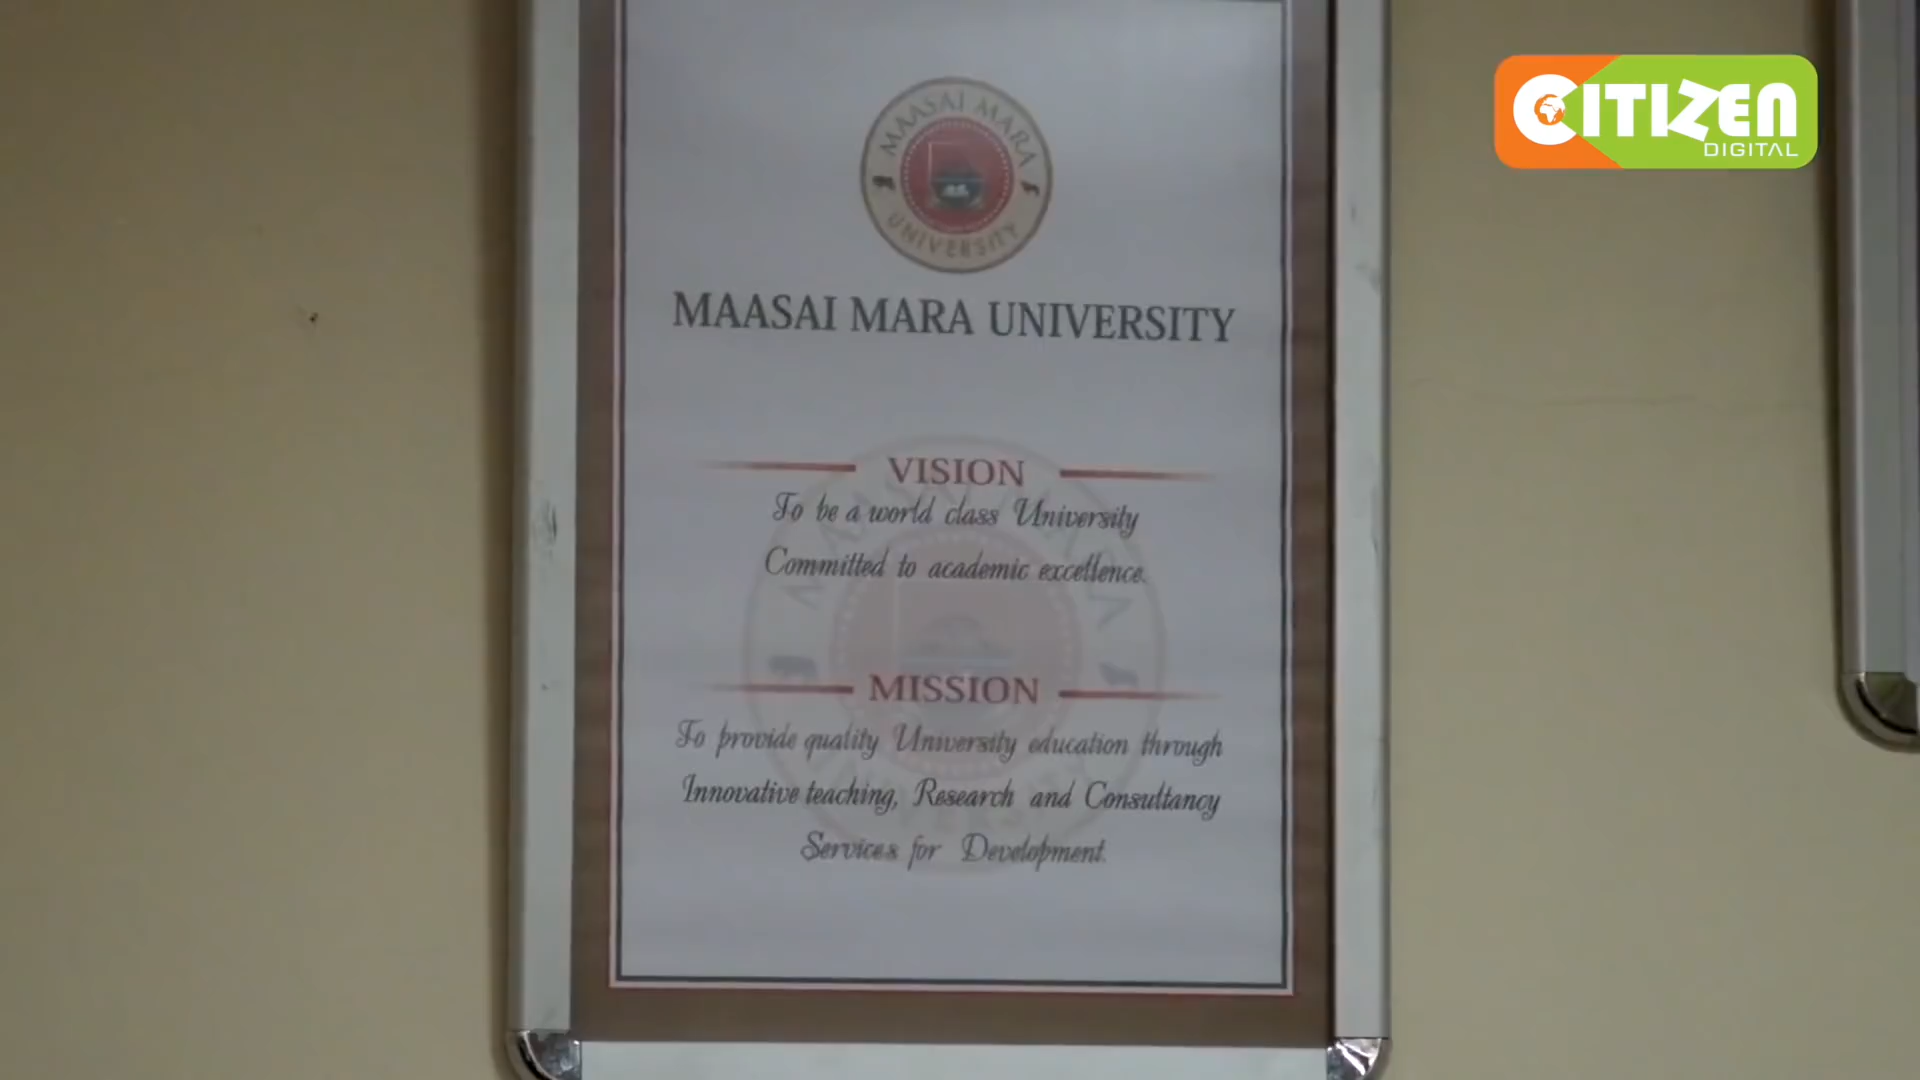 CITIZEN
DIGITAL
MAASAI MARA
UNIVERSITY
MAASAI MARA UNIVERSITY
VISION
To be a world class University
Committed to academic excellence.
MISSION
To provide quality University education through
Innovative teaching, Research and Consultancy
Services for Development.